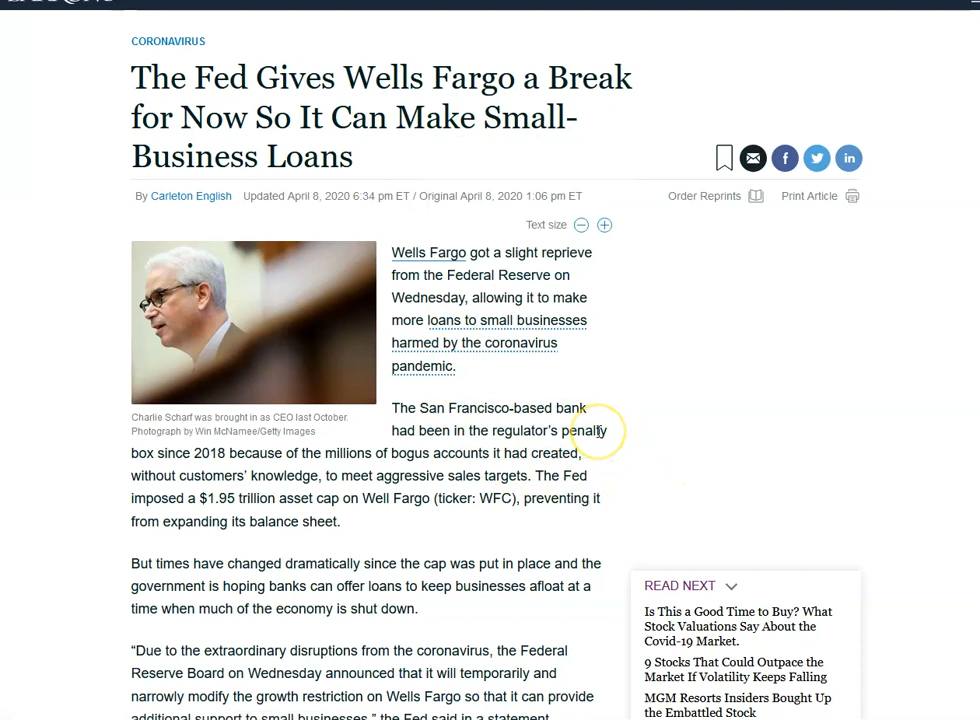 CORONAVIRUS
The Fed Gives Wells Fargo a Break
for Now So It Can Make Small-
Business Loans
By Carleton English Updated April 8, 2020 6:34 pm ET / Original April 8, 2020 1:06 pm ET
Order Reprints Print Article
Text size
Wells Fargo got a slight reprieve
from the Federal Reserve on
Wednesday, allowing it to make
more loans to small businesses
harmed by the coronavirus
pandemic.
Charlie Scharf was brought in as CEO last October.
Photograph by Win McNamee/Getty Images
The San Francisco-based bank
had been in the regulator’s penalty
box since 2018 because of the millions of bogus accounts it had created,
without customers’ knowledge, to meet aggressive sales targets. The Fed
imposed a $1.95 trillion asset cap on Well Fargo (ticker: WFC), preventing it
from expanding its balance sheet.
But times have changed dramatically since the cap was put in place and the
government is hoping banks can offer loans to keep businesses afloat at a
time when much of the economy is shut down.
“Due to the extraordinary disruptions from the coronavirus, the Federal
Reserve Board on Wednesday announced that it will temporarily and
narrowly modify the growth restriction on Wells Fargo so that it can provide
additional support to small businesses,” the Fed said in a statement
READ NEXT
Is This a Good Time to Buy? What
Stock Valuations Say About the
Covid-19 Market.
9 Stocks That Could Outpace the
Market If Volatility Keeps Falling
MGM Resorts Insiders Bought Up
the Embattled Stock